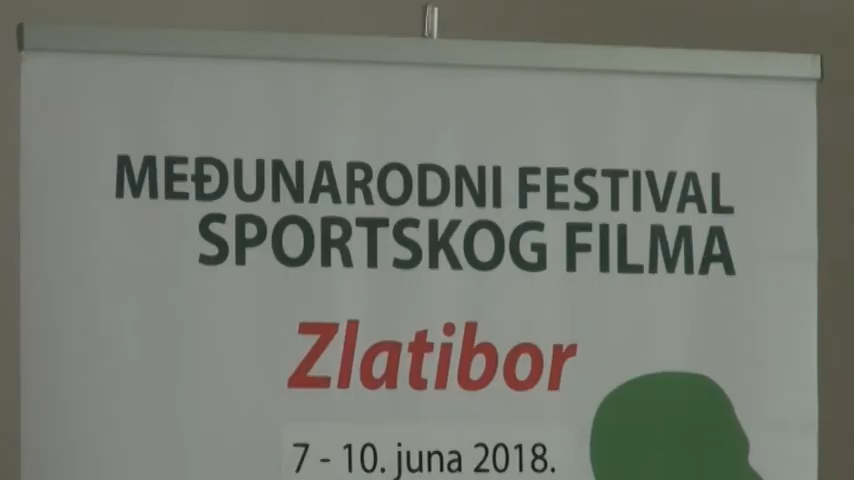 MEĐUNARODNI FESTIVAL
SPORTSKOG FILMA
Zlatibor
7 - 10. juna 2018.